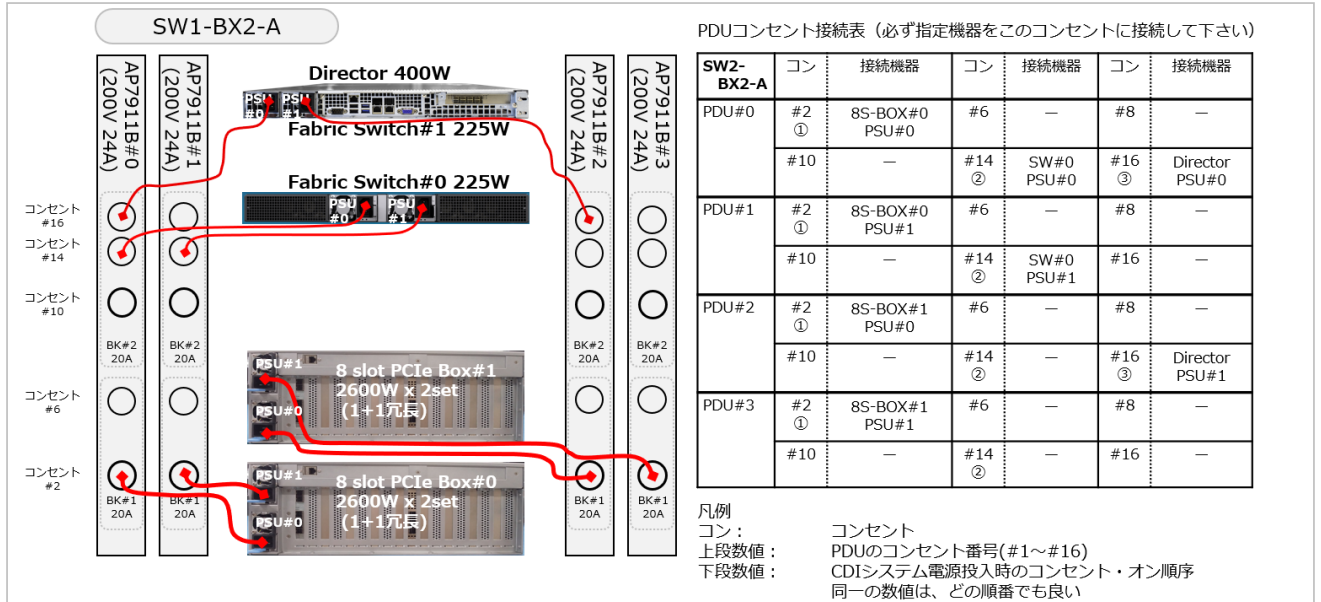 SW1-BX2-A
AP7911B#0
(200V 24A)
AP7911B#1
(200V 24A)
Director 400W
PSU
#0
PSU
#1
Fabric Switch#1 225W
Fabric Switch#0 225W
PSU
#0
PSU
#1
AP7911B#2
(200V 24A)
AP7911B#3
(200V 24A)
コンセント
#16
コンセント
#14
コンセント
#10
BK#2
20A
BK#2
20A
BK#2
20A
BK#2
20A
コンセント
#6
コンセント
#2
BK#1
20A
BK#1
20A
BK#1
20A
BK#1
20A
PSU#1
PSU#0
8 slot PCIe Box#1
2600W x 2set
(1+1冗長)
PSU#1
PSU#0
8 slot PCIe Box#0
2600W x 2set
(1+1冗長)
PDUコンセント接続表（必ず指定機器をこのコンセントに接続して下さい）
SW2-BX2-A コン 接続機器 コン 接続機器 コン 接続機器
PDU#0 #2 ① 8S-BOX#0 PSU#0 #6 — #8 —
#10 — #14 ② SW#0 PSU#0 #16 ③ Director PSU#0
PDU#1 #2 ① 8S-BOX#0 PSU#1 #6 — #8 —
#10 — #14 ② SW#0 PSU#1 #16 —
PDU#2 #2 ① 8S-BOX#1 PSU#0 #6 — #8 —
#10 — #14 ② — #16 ③ Director PSU#1
PDU#3 #2 ① 8S-BOX#1 PSU#1 #6 — #8 —
#10 — #14 ② — #16 —
凡例
コン： コンセント
上段数値： PDUのコンセント番号(#1～#16)
下段数値： CDIシステム電源投入時のコンセント・オン順序
同一の数値は、どの順番でも良い